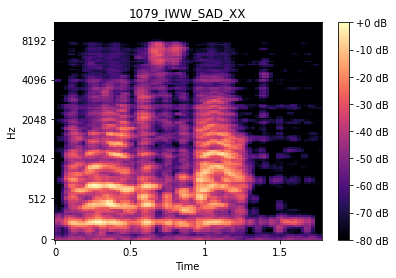 1079_IWW_SAD_XX
8192
4096
2048
1024
512
0
Hz
0
0.5
1
1.5
Time
+0 dB
-10 dB
-20 dB
-30 dB
-40 dB
-50 dB
-60 dB
-70 dB
-80 dB